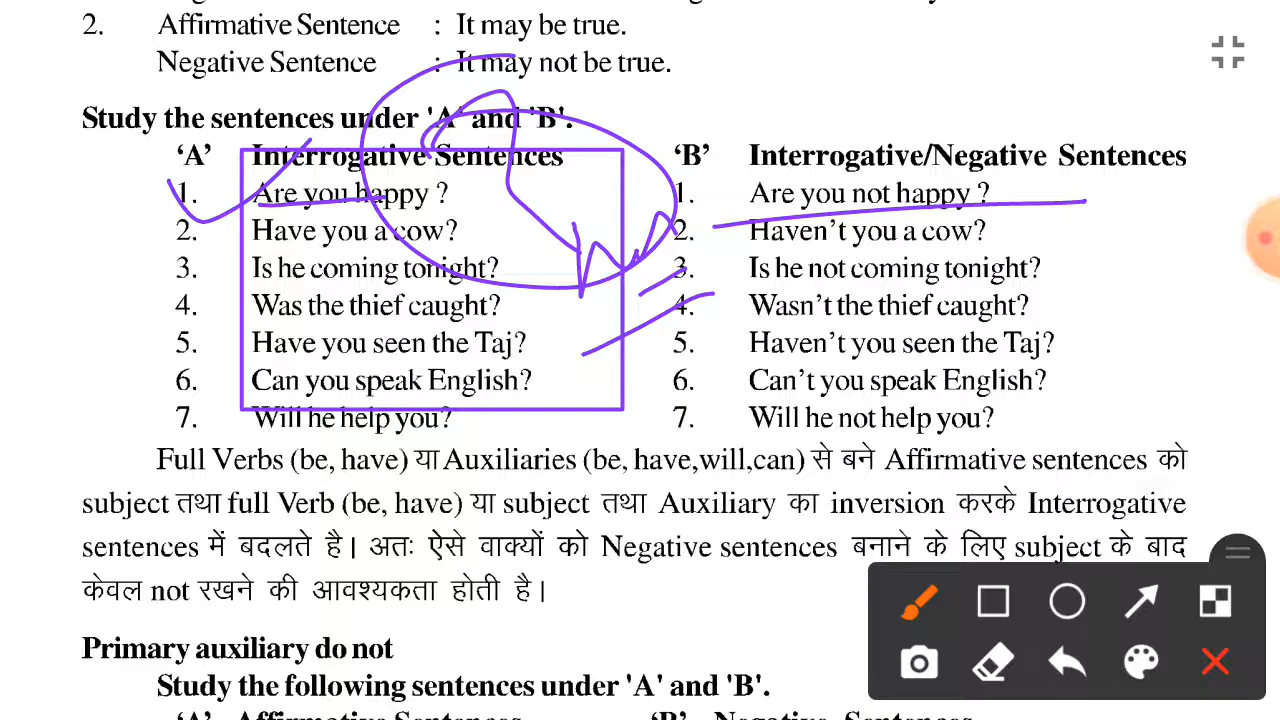 2. Affirmative Sentence : It may be true.
Negative Sentence : It may not be true.
Study the sentences under 'A' and 'B'.
‘A’ Interrogative Sentences ‘B’ Interrogative/Negative Sentences
1. Are you happy ? 1. Are you not happy ?
2. Have you a cow? 2. Haven’t you a cow?
3. Is he coming tonight? 3. Is he not coming tonight?
4. Was the thief caught? 4. Wasn’t the thief caught?
5. Have you seen the Taj? 5. Haven’t you seen the Taj?
6. Can you speak English? 6. Can’t you speak English?
7. Will he help you? 7. Will he not help you?
Full Verbs (be, have) या Auxiliaries (be, have,will,can) से बने Affirmative sentences को
subject तथा full Verb (be, have) या subject तथा Auxiliary का inversion करके Interrogative
sentences में बदलते है। अतः ऐसे वाक्यों को Negative sentences बनाने के लिए subject के बाद
केवल not रखने की आवश्यकता होती है।
Primary auxiliary do not
Study the following sentences under 'A' and 'B'.
‘A’ Affirmative Sentences ‘B’ Negative Sentences